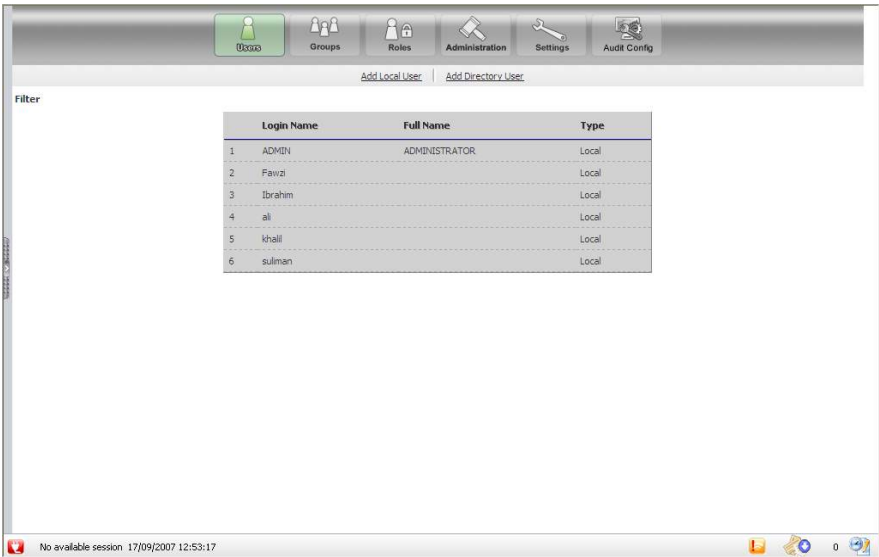 Users Groups Roles Administration Settings Audit Config
Add Local User Add Directory User
Filter
Login Name Full Name Type
1 ADMIN ADMINISTRATOR Local
2 Fawzi Local
3 Ibrahim Local
4 ali Local
5 khalil Local
6 suliman Local
No available session 17/09/2007 12:53:17 0